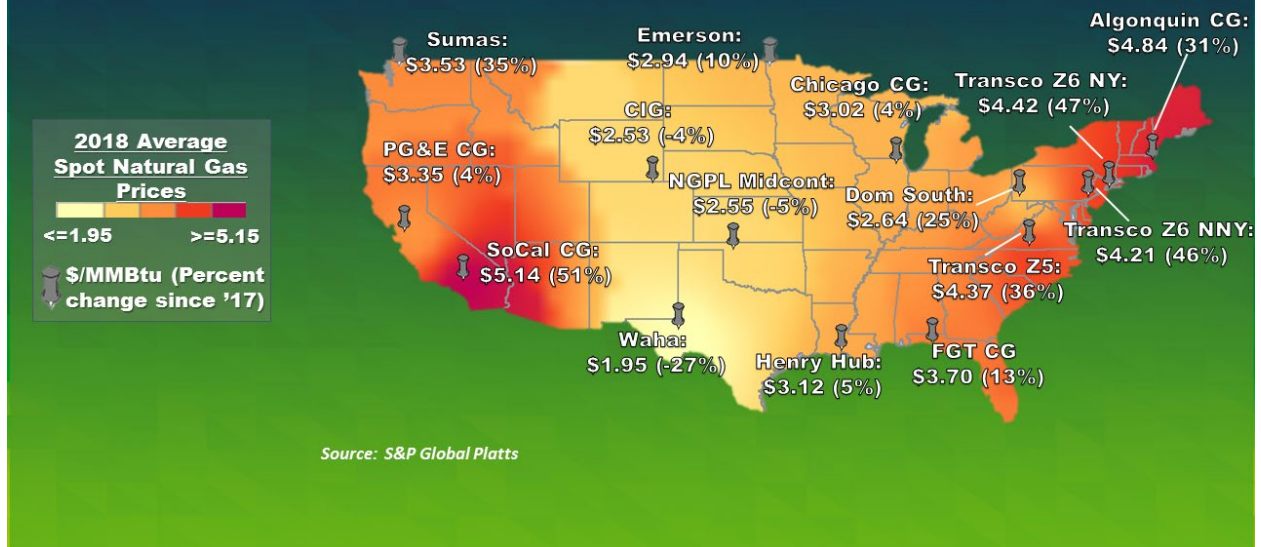 Algonquin CG:
$4.84 (31%)
Sumas:
$3.53 (35%)
Emerson:
$2.94 (10%)
Chicago CG:
$3.02 (4%)
Transco Z6 NY:
$4.42 (47%)
CIG:
$2.53 (-4%)
2018 Average
Spot Natural Gas
Prices
<=1.95 >=5.15
$/MMBtu (Percent
change since ’17)
PG&E CG:
$3.35 (4%)
NGPL Midcont:
$2.55 (-5%)
Dom South:
$2.64 (25%)
Transco Z6 NNY:
$4.21 (46%)
SoCal CG:
$5.14 (51%)
Transco Z5:
$4.37 (36%)
Waha:
$1.95 (-27%)
Henry Hub:
$3.12 (5%)
FGT CG
$3.70 (13%)
Source: S&P Global Platts